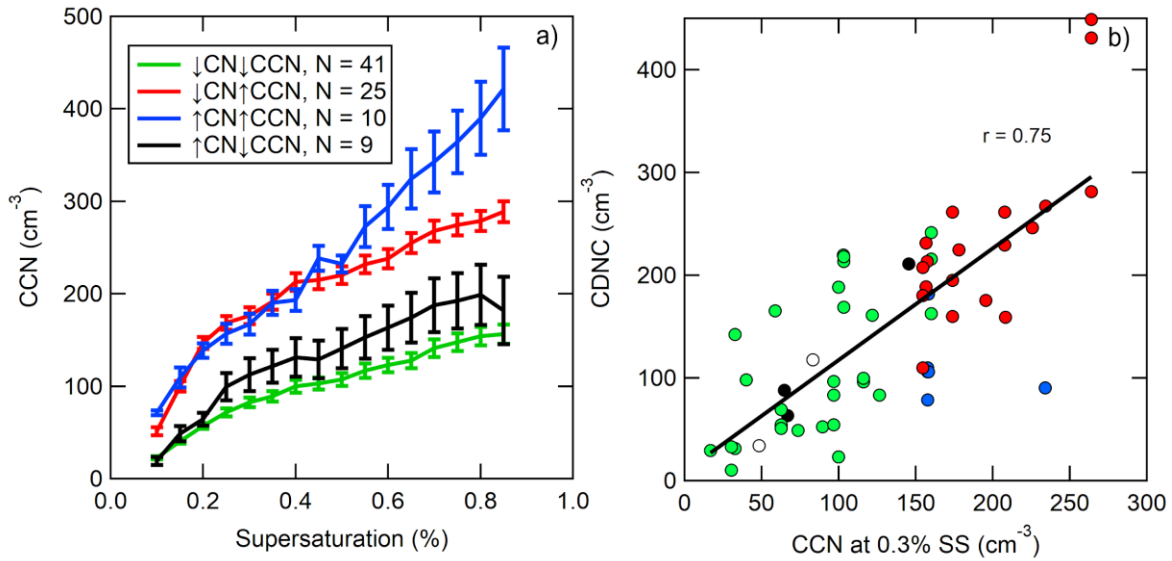 a)
↓CN↓CCN, N = 41
↓CN↑CCN, N = 25
↑CN↑CCN, N = 10
↑CN↓CCN, N = 9
CCN (cm⁻³)
500
400
300
200
100
0
0.0 0.2 0.4 0.6 0.8 1.0
Supersaturation (%)
b)
r = 0.75
CDNC (cm⁻³)
400
300
200
100
0
0 50 100 150 200 250 300
CCN at 0.3% SS (cm⁻³)